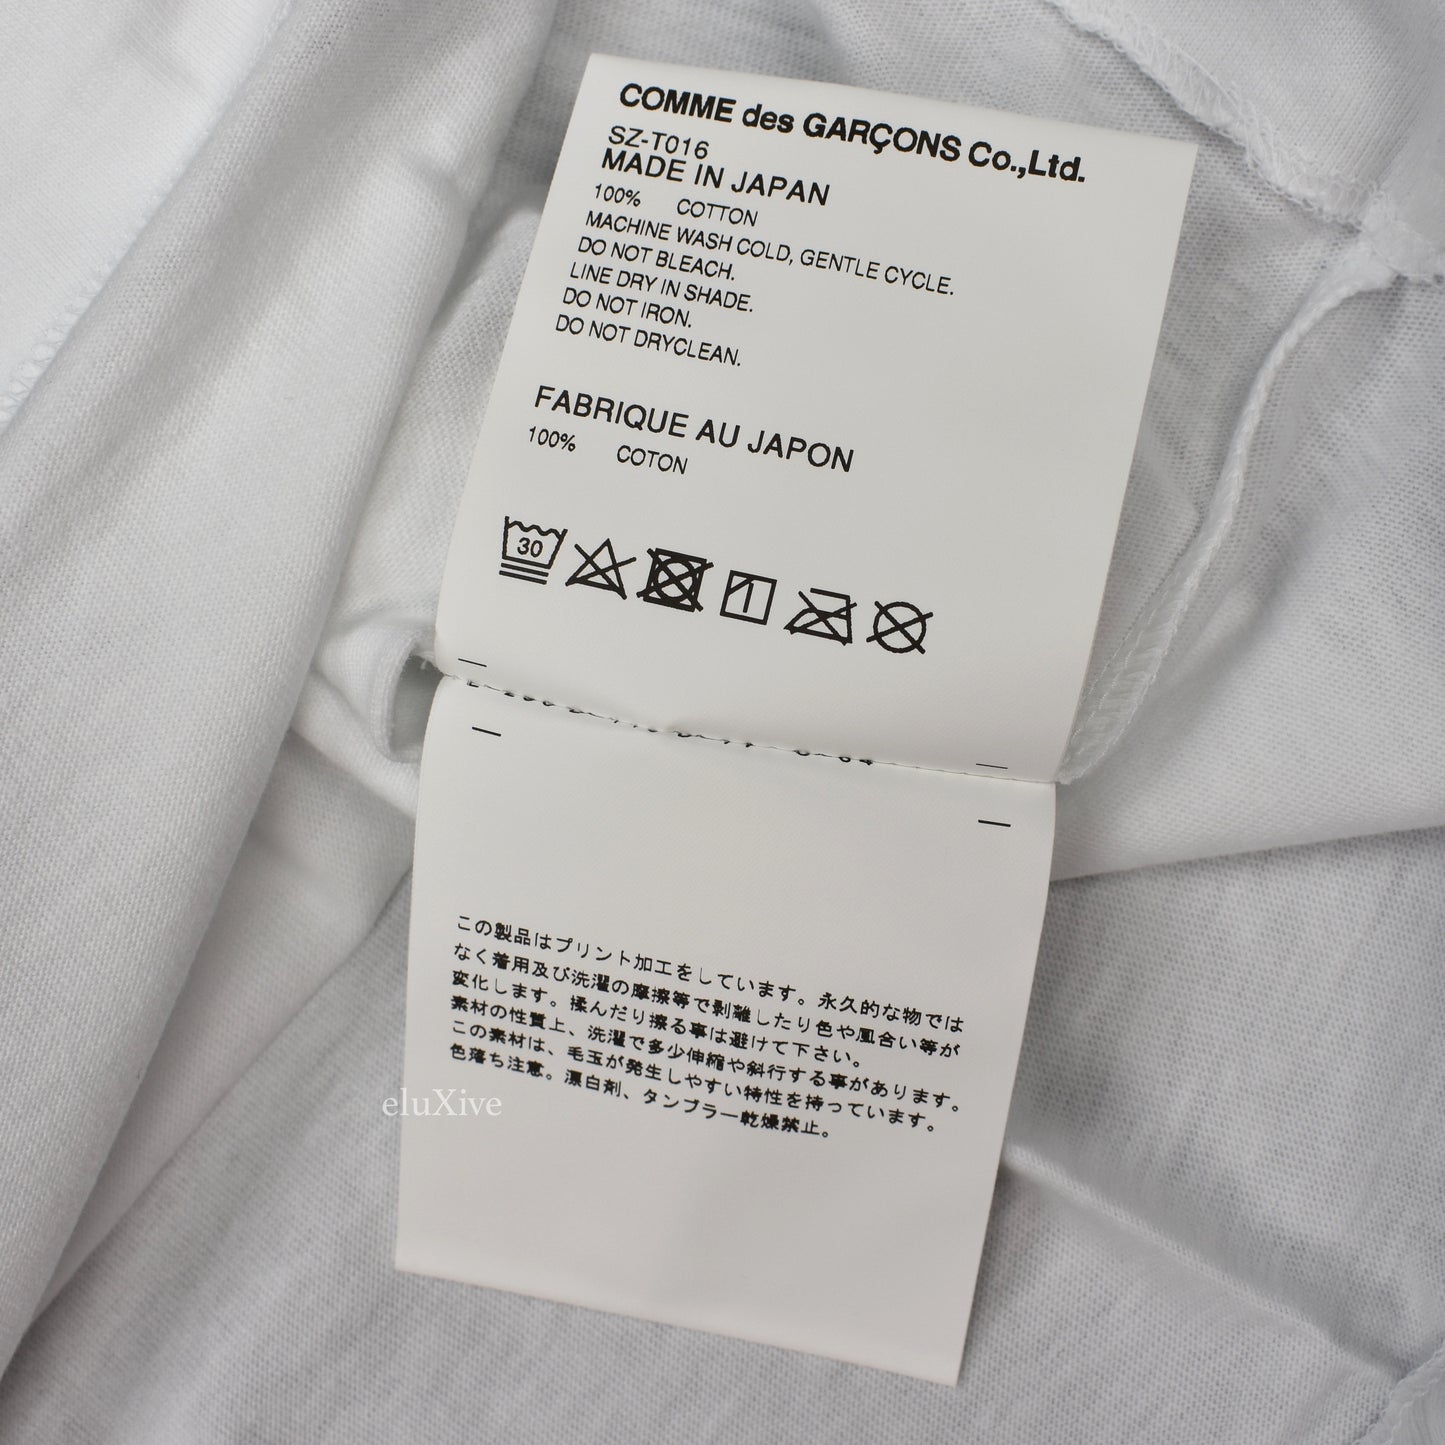 COMME des GARÇONS Co.,Ltd.
SZ-T016
MADE IN JAPAN
100% COTTON
MACHINE WASH COLD, GENTLE CYCLE.
DO NOT BLEACH.
LINE DRY IN SHADE.
DO NOT IRON.
DO NOT DRYCLEAN.
FABRIQUE AU JAPON
100% COTON
30
この製品はプリント加工をしています。永久的な物では
なく着用及び洗濯の摩擦等で剥離したり色や風合い等が
変化します。揉んだり擦る事は避けて下さい。
素材の性質上、洗濯で多少伸縮や斜行する事があります。
この素材は、毛玉が発生しやすい特性を持っています。
色落ち注意。漂白剤、タンブラー乾燥禁止。
eluXive